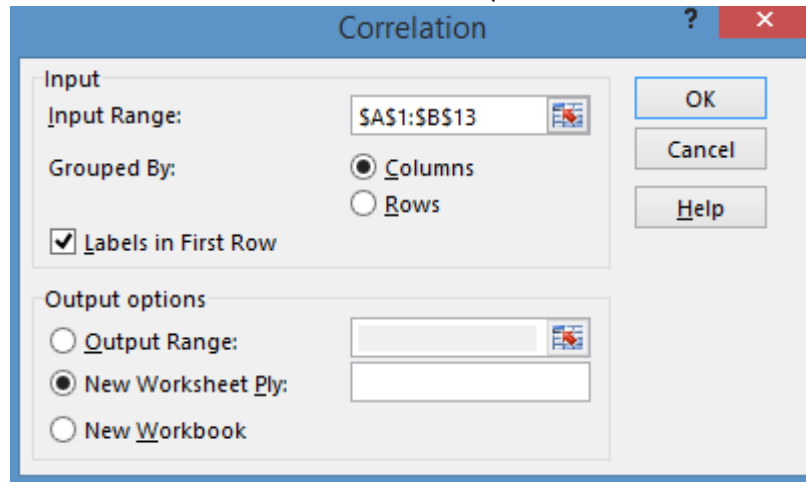 Correlation
?
Input
Input Range:
$A$1:$B$13
OK
Cancel
Help
Grouped By:
Columns
Rows
Labels in First Row
Output options
Output Range:
New Worksheet Ply:
New Workbook